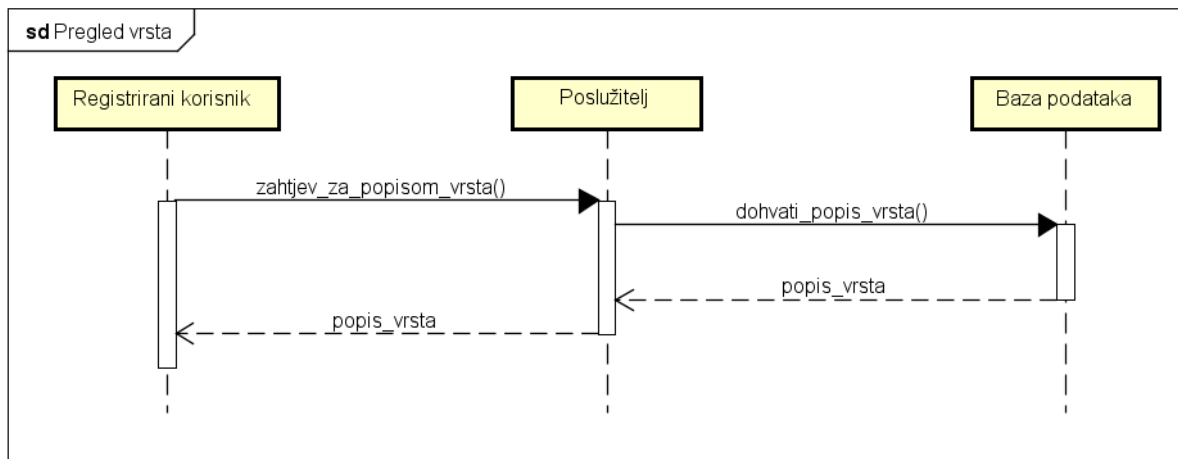 sd Pregled vrsta
Registrirani korisnik
Poslužitelj
Baza podataka
zahtjev_za_popisom_vrsta()
dohvati_popis_vrsta()
popis_vrsta
popis_vrsta